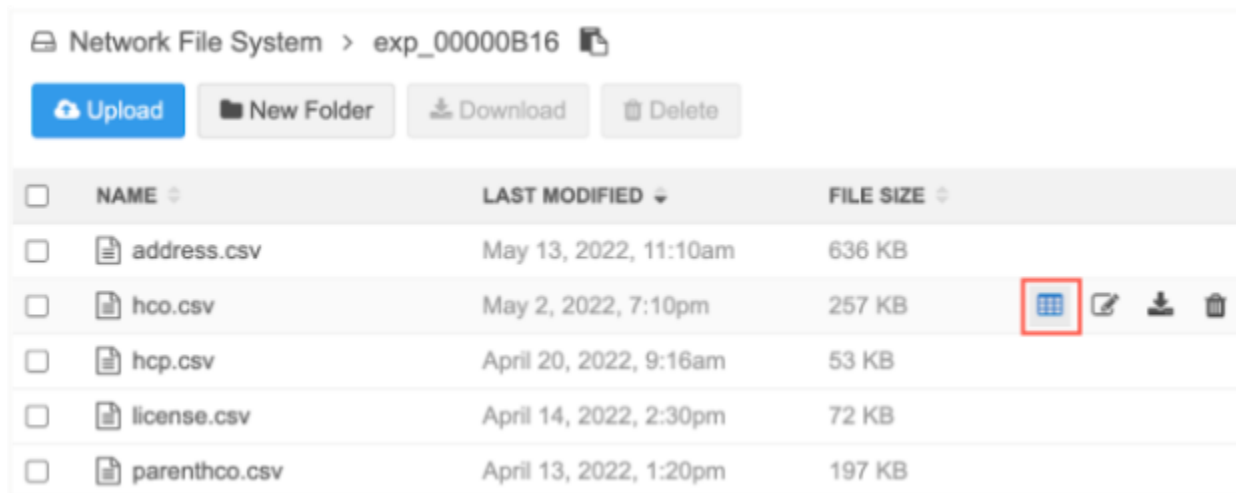 Network File System > exp_00000B16
Upload New Folder Download Delete
NAME LAST MODIFIED FILE SIZE
address.csv May 13, 2022, 11:10am 636 KB
hco.csv May 2, 2022, 7:10pm 257 KB
hcp.csv April 20, 2022, 9:16am 53 KB
license.csv April 14, 2022, 2:30pm 72 KB
parenthco.csv April 13, 2022, 1:20pm 197 KB